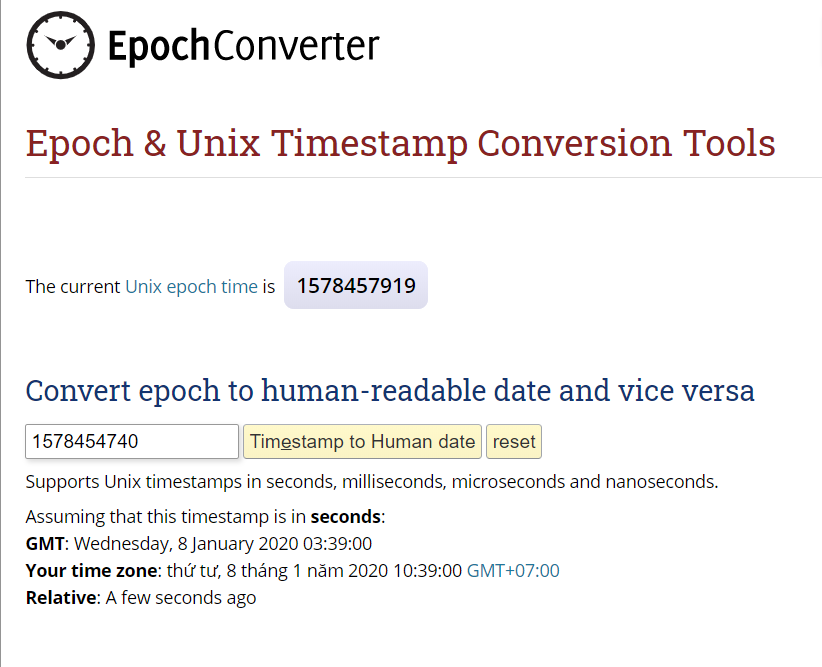 EpochConverter
Epoch & Unix Timestamp Conversion Tools
The current Unix epoch time is 1578457919
Convert epoch to human-readable date and vice versa
1578454740 Timestamp to Human date reset
Supports Unix timestamps in seconds, milliseconds, microseconds and nanoseconds.
Assuming that this timestamp is in seconds:
GMT: Wednesday, 8 January 2020 03:39:00
Your time zone: thứ tư, 8 tháng 1 năm 2020 10:39:00 GMT+07:00
Relative: A few seconds ago